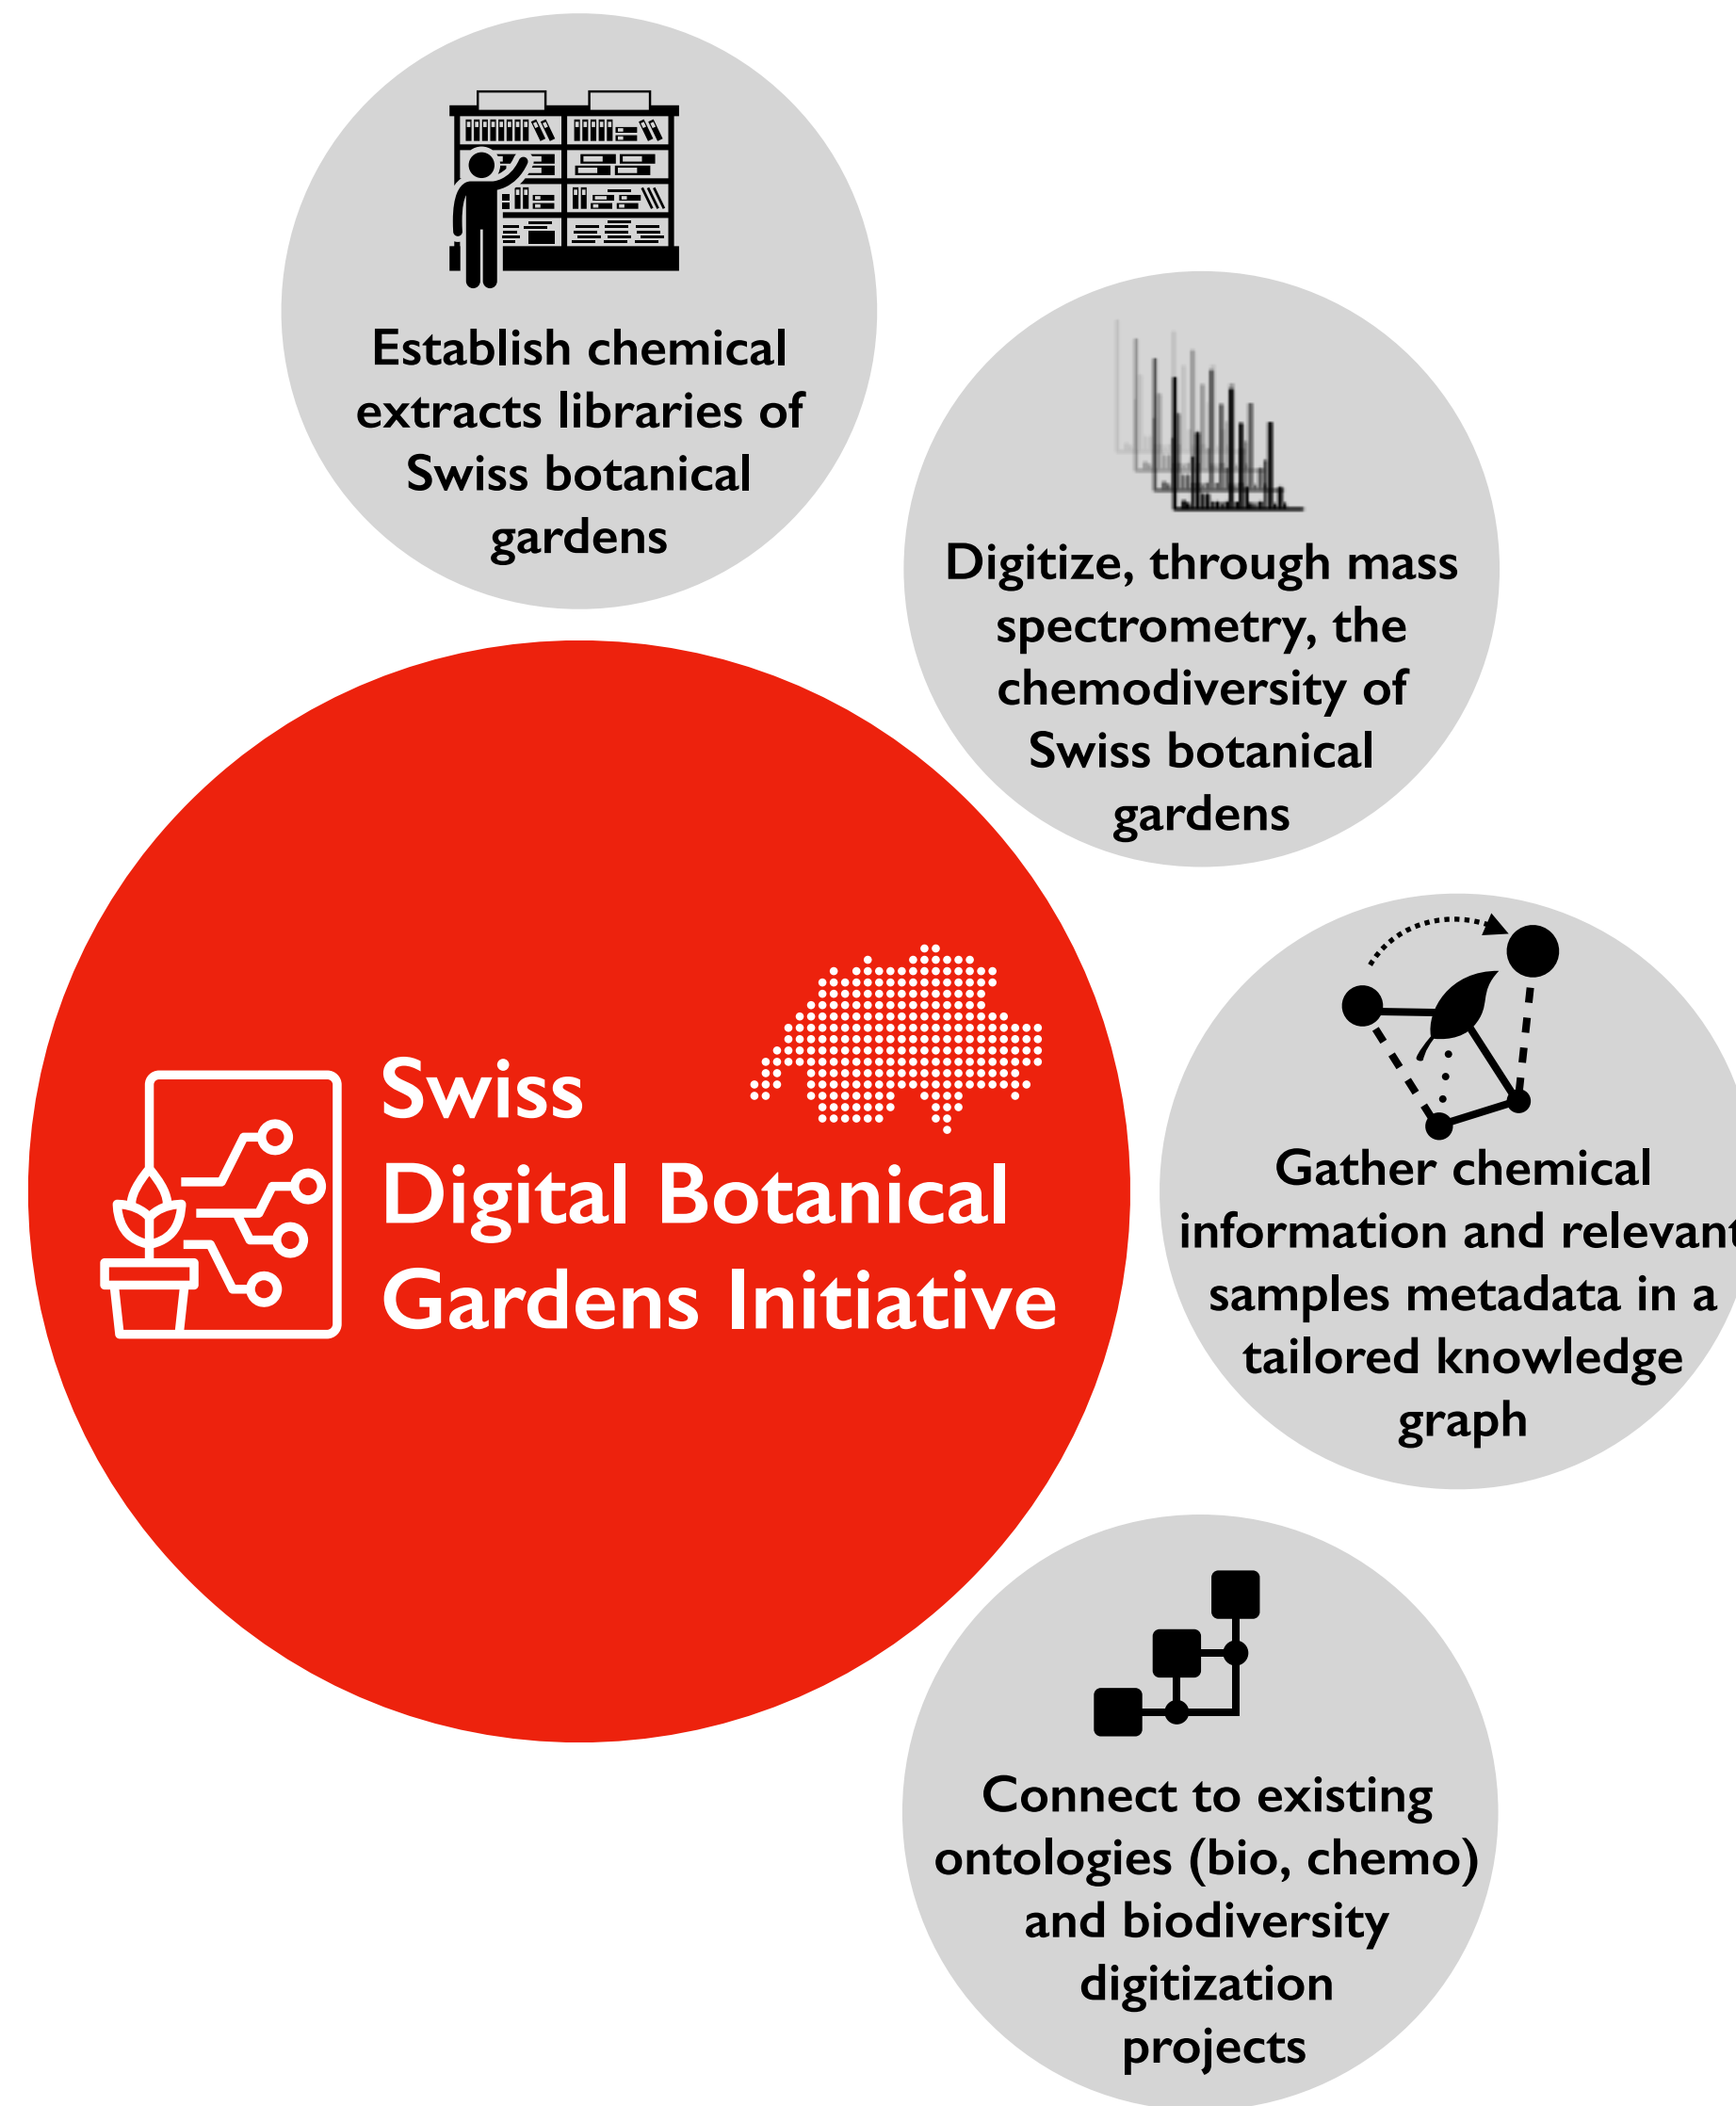 Establish chemical
extracts libraries of
Swiss botanical
gardens
Digitize, through mass
spectrometry, the
chemodiversity of
Swiss botanical
gardens
Swiss
Digital Botanical
Gardens Initiative
Gather chemical
information and relevant
samples metadata in a
tailored knowledge
graph
Connect to existing
ontologies (bio, chemo)
and biodiversity
digitization
projects